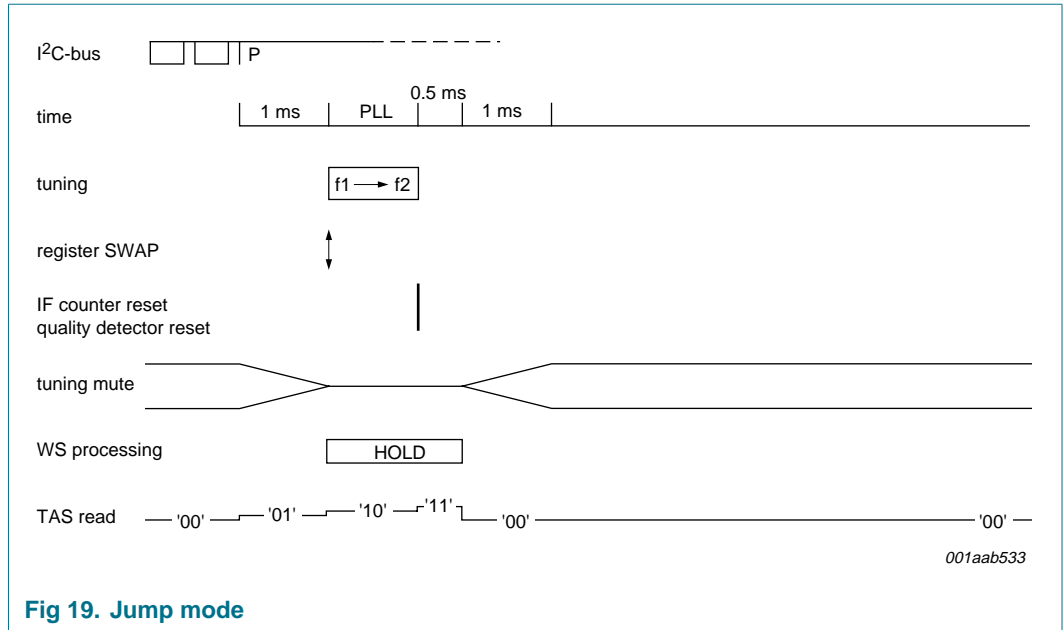 I²C-bus P
0.5 ms
time 1 ms PLL 1 ms
tuning f1 → f2
register SWAP
IF counter reset
quality detector reset
tuning mute
WS processing HOLD
TAS read '00' '01' '10' '11' '00' '00'
001aab533
Fig 19. Jump mode